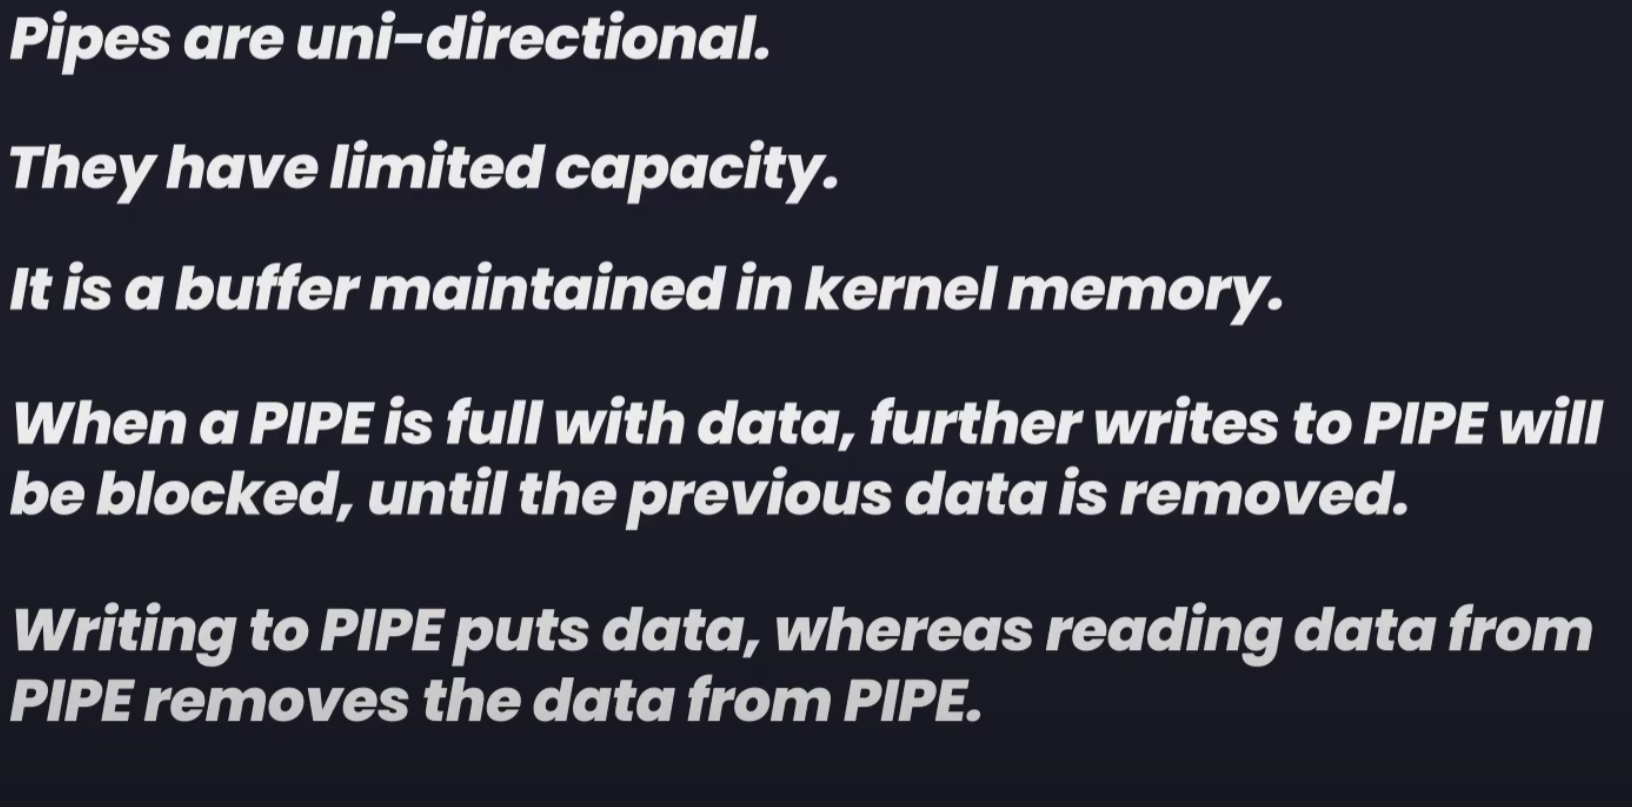 Pipes are uni-directional.
They have limited capacity.
It is a buffer maintained in kernel memory.
When a PIPE is full with data, further writes to PIPE will
be blocked, until the previous data is removed.
Writing to PIPE puts data, whereas reading data from
PIPE removes the data from PIPE.